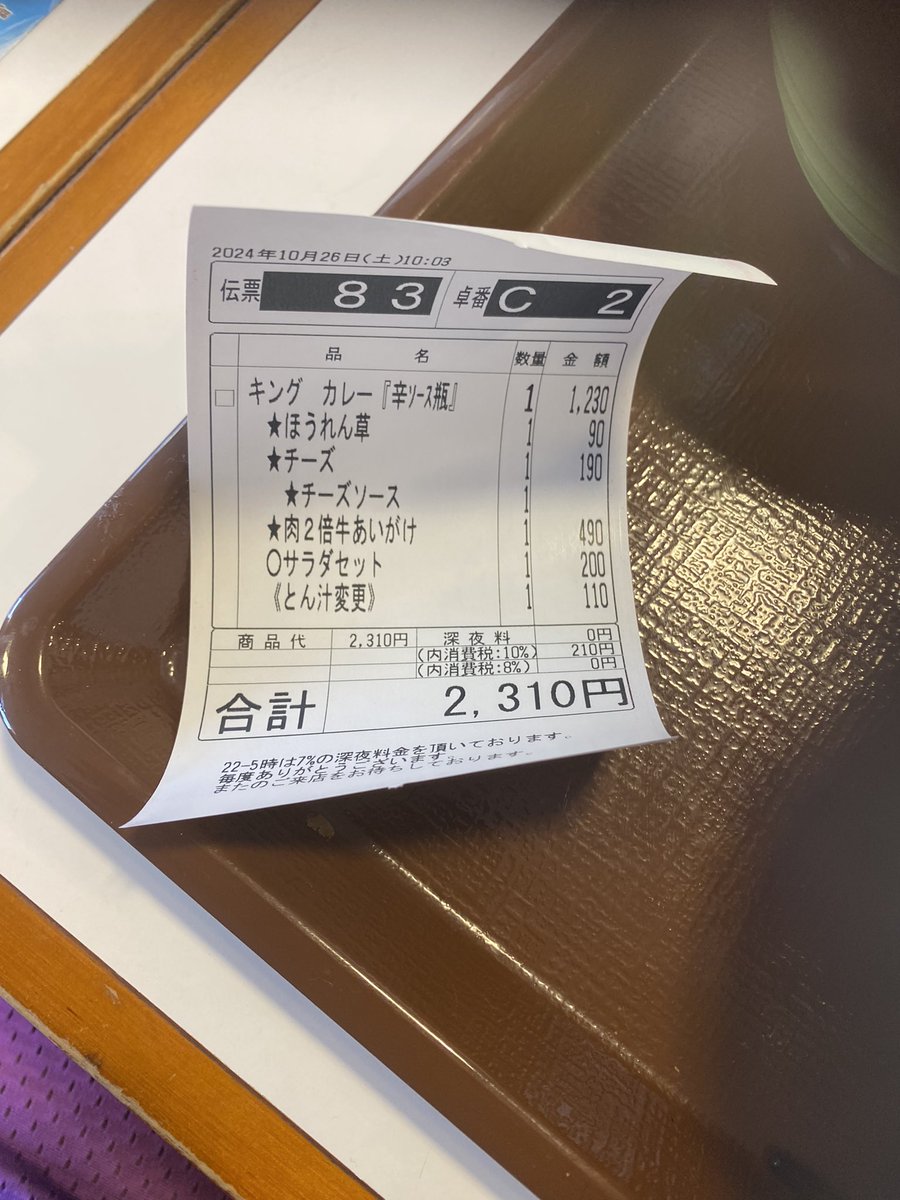 2024年10月26日(土)10:03
伝票 83 卓番 C 2
品 名 数量 金 額
キング カレー『辛ソース瓶』 1 1,230
★ほうれん草 1 90
★チーズ 1 190
★チーズソース 1
★肉2倍牛あいがけ 1 490
○サラダセット 1 200
《とん汁変更》 1 110
商品代 2,310円 深夜料 0円
(内消費税:10%) 210円
(内消費税:8%) 0円
合計 2,310円
22-5時は7%の深夜料金を頂いております。
毎度ありがとうございます
またのご来店をお待ちしております。